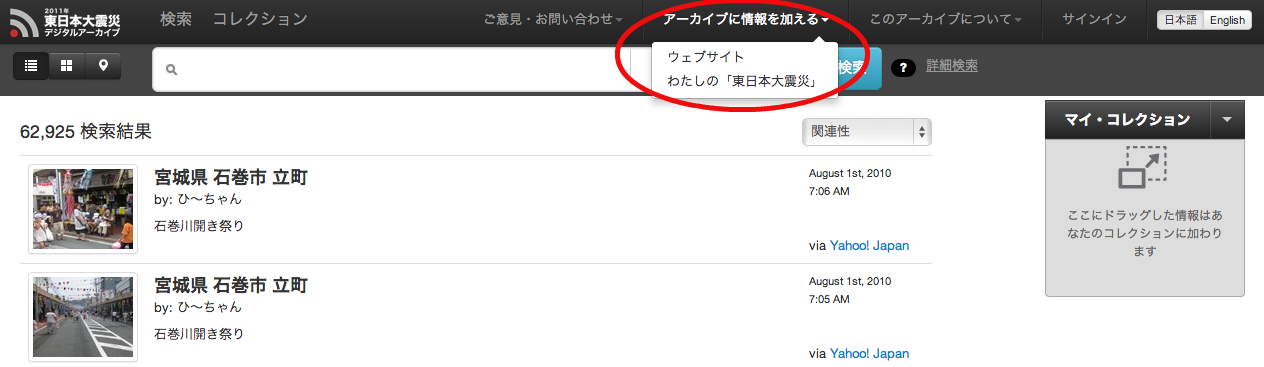 2011年
東日本大震災
デジタルアーカイブ
検索 コレクション
ご意見・お問い合わせ
アーカイブに情報を加える
このアーカイブについて
サインイン
日本語 English
ウェブサイト
わたしの「東日本大震災」
検索
?
詳細検索
62,925 検索結果
関連性
マイ・コレクション
宮城県 石巻市 立町
by: ひ〜ちゃん
石巻川開き祭り
August 1st, 2010
7:06 AM
via Yahoo! Japan
宮城県 石巻市 立町
by: ひ〜ちゃん
石巻川開き祭り
August 1st, 2010
7:05 AM
via Yahoo! Japan
ここにドラッグした情報はあ
なたのコレクションに加わり
ます